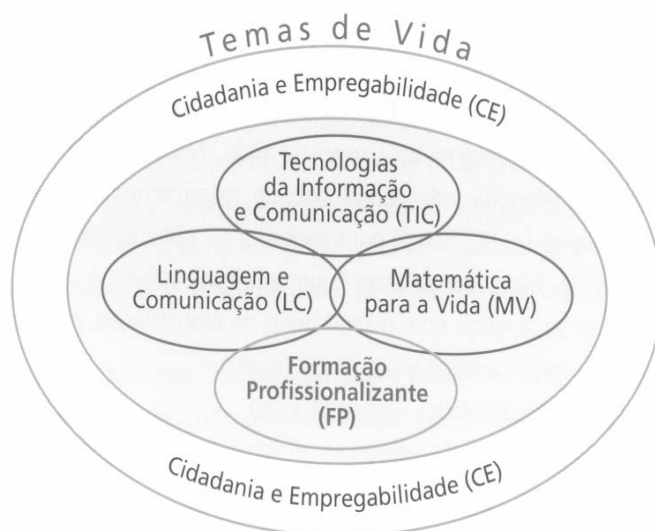 Temas de Vida
Cidadania e Empregabilidade (CE)
Tecnologias
da Informação
e Comunicação (TIC)
Linguagem e
Comunicação (LC)
Matemática
para a Vida (MV)
Formação
Profissionalizante
(FP)
Cidadania e Empregabilidade (CE)